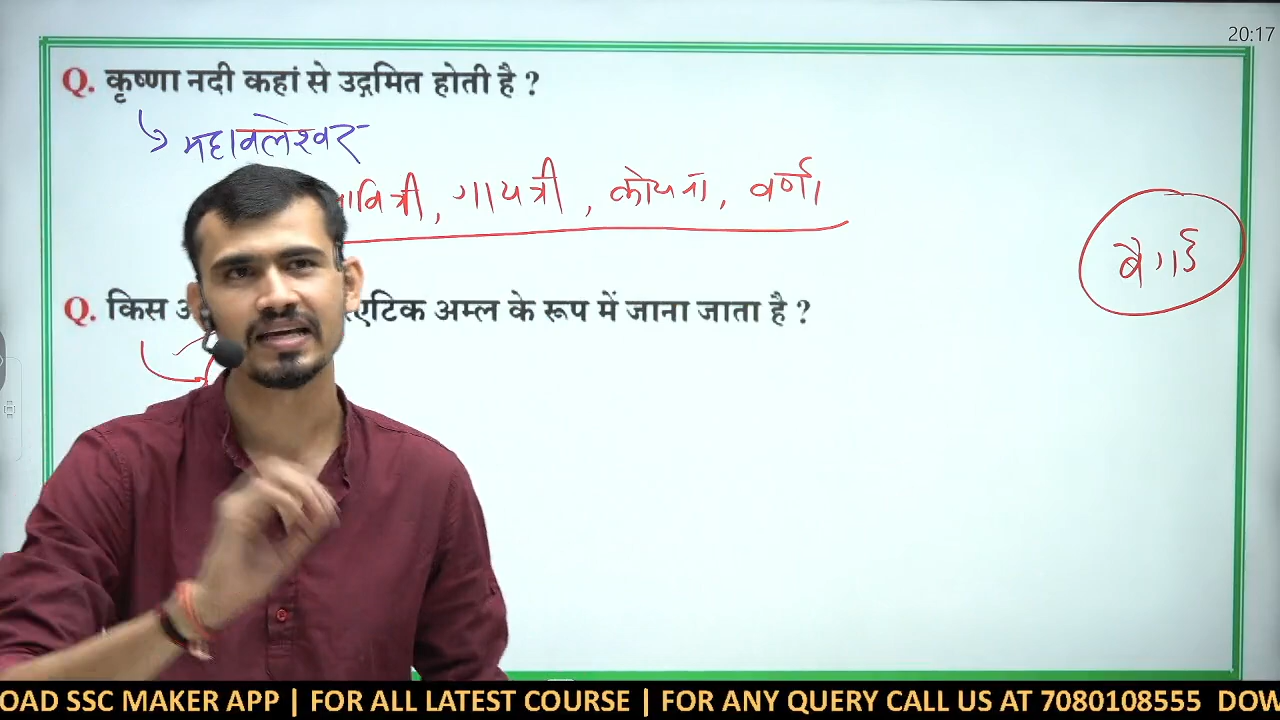 20:17
Q. कृष्णा नदी कहां से उद्गमित होती है ?
महाबलेश्वर
गायत्री, कोयना, वर्णा
वैगई
Q. किस एटिक अम्ल के रूप में जाना जाता है ?
OAD SSC MAKER APP | FOR ALL LATEST COURSE | FOR ANY QUERY CALL US AT 7080108555 DOW